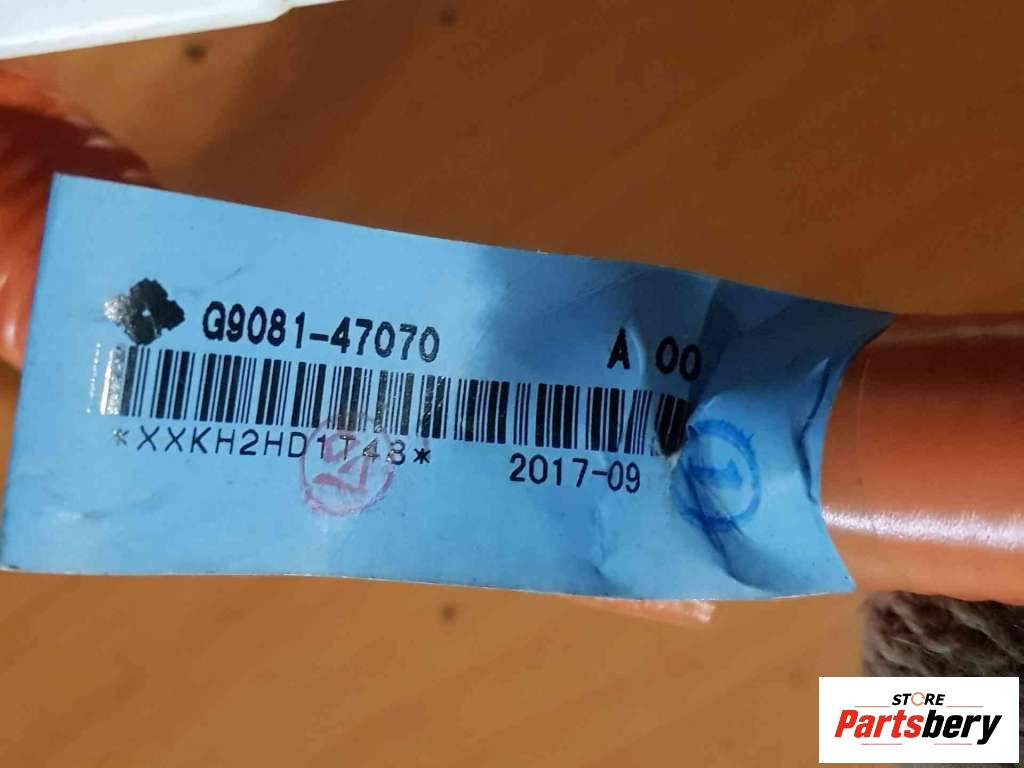 G9081-47070 A 00
*XXKH2HD1T48*
2017-09
STORE
Partsbery